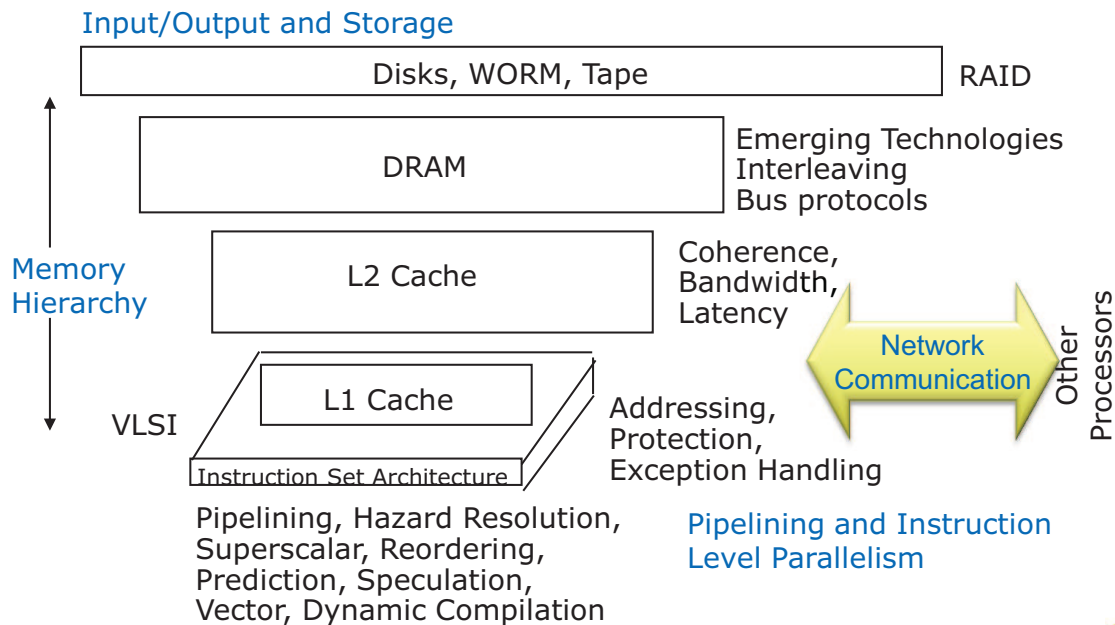 Input/Output and Storage
Disks, WORM, Tape
RAID
DRAM
Emerging Technologies
Interleaving
Bus protocols
Memory
Hierarchy
L2 Cache
Coherence,
Bandwidth,
Latency
Network
Communication
Other
Processors
L1 Cache
VLSI
Addressing,
Protection,
Exception Handling
Instruction Set Architecture
Pipelining, Hazard Resolution,
Superscalar, Reordering,
Prediction, Speculation,
Vector, Dynamic Compilation
Pipelining and Instruction
Level Parallelism